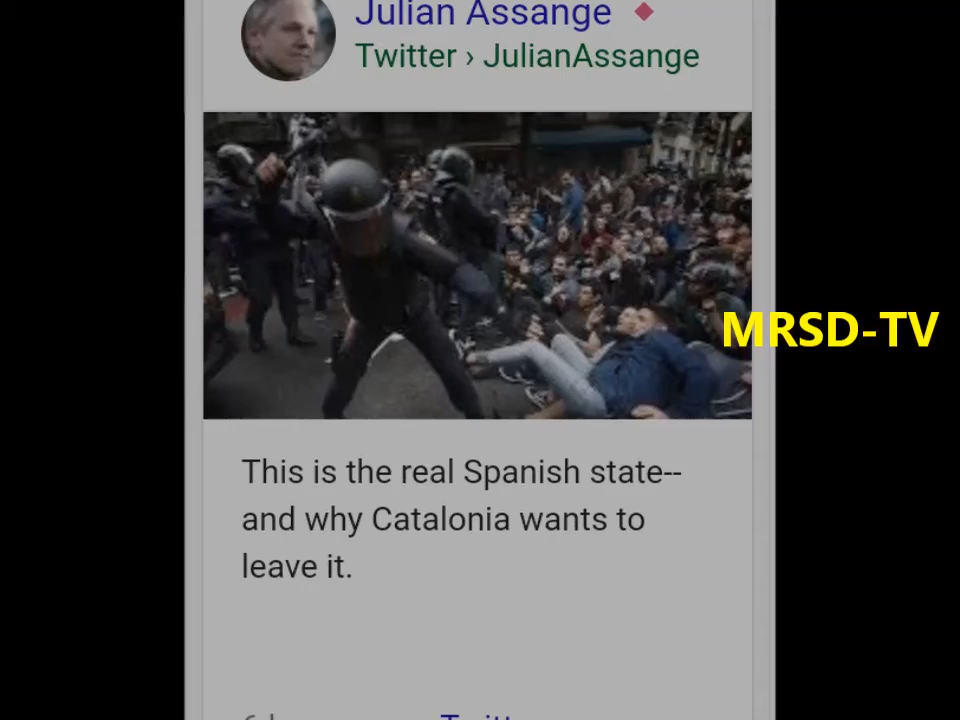 Julian Assange
Twitter › JulianAssange
MRSD-TV
This is the real Spanish state--
and why Catalonia wants to
leave it.